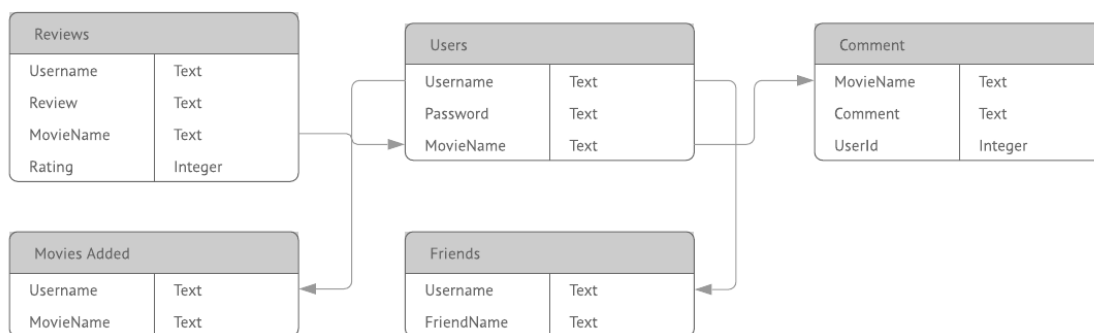 Reviews
Username Text
Review Text
MovieName Text
Rating Integer
Users
Username Text
Password Text
MovieName Text
Comment
MovieName Text
Comment Text
UserId Integer
Movies Added
Username Text
MovieName Text
Friends
Username Text
FriendName Text